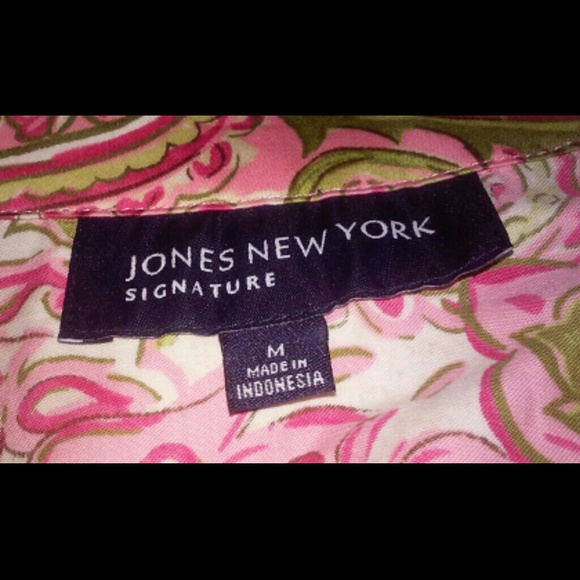 JONES NEW YORK
SIGNATURE
M
MADE IN
INDONESIA